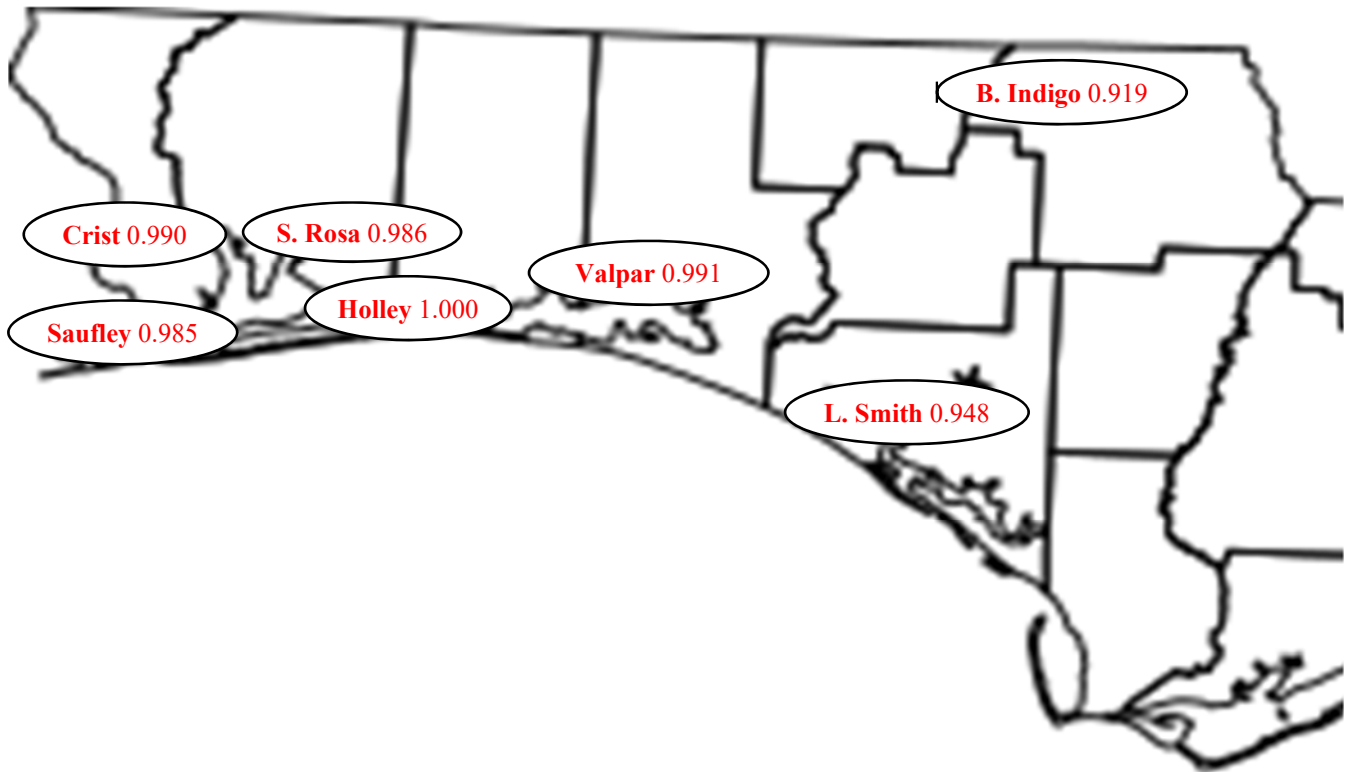 B. Indigo 0.919
Crist 0.990
S. Rosa 0.986
Valpar 0.991
Holley 1.000
Saufley 0.985
L. Smith 0.948